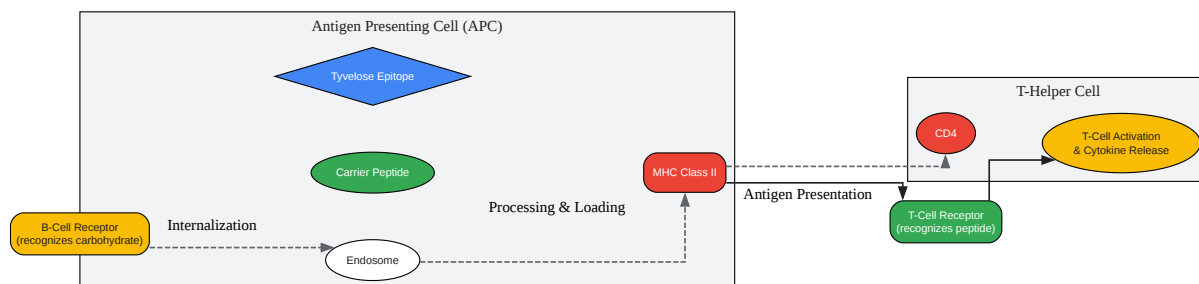 Antigen Presenting Cell (APC)
Tyvelose Epitope
T-Helper Cell
CD4
T-Cell Activation
& Cytokine Release
Carrier Peptide
MHC Class II
Antigen Presentation
Processing & Loading
T-Cell Receptor
(recognizes peptide)
B-Cell Receptor
(recognizes carbohydrate)
Internalization
Endosome